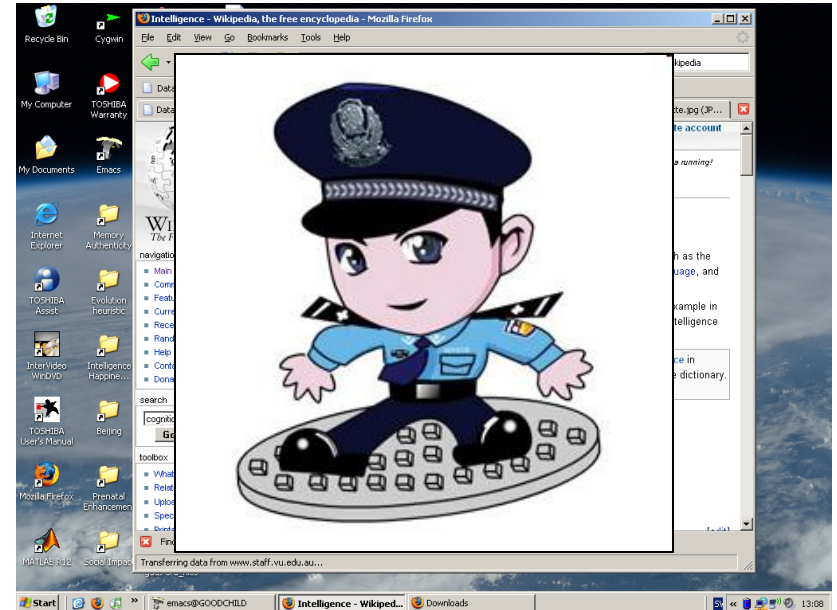 Intelligence - Wikipedia, the free encyclopedia - Mozilla Firefox
File Edit View Go Bookmarks Tools Help
Recycle Bin
Cygwin
My Computer
TOSHIBA Warranty
My Documents
Emacs
Internet Explorer
Memory Authenticity
TOSHIBA Assist
Evolution heuristic
InterVideo WinDVD
Intelligence Happine...
TOSHIBA User's Manual
Beijing
Mozilla Firefox
Prenatal Enhancemen
MATLAB R12
Social Impac
kipedia
Data
Data
tte.jpg (JP...
te account
a running!
navigatio
Main
Comm
Featu
Curre
Rece
Rand
Help
Conta
Dona
search
cognitio
Go
toolbox
What
Relat
Uploa
Spec
h as the
uage, and
xample in
telligence
ce in
e dictionary.
[edit]
Find
Transferring data from www.staff.vu.edu.au...
Start
emacs@GOODCHILD
Intelligence - Wikiped...
Downloads
13:08